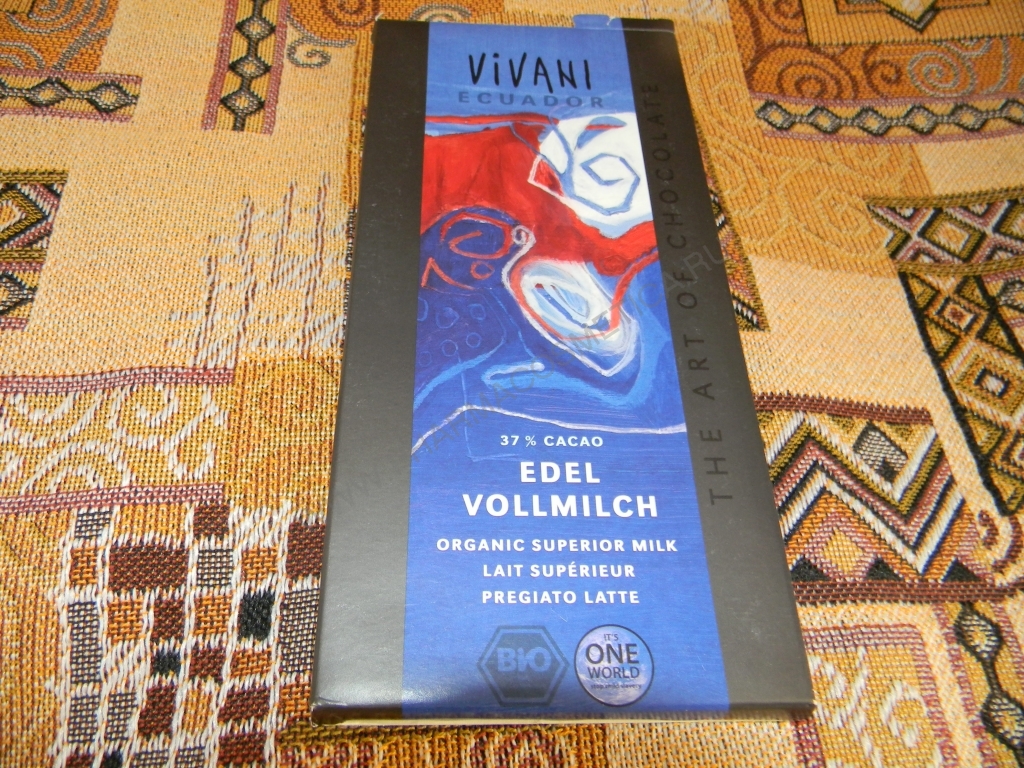 ViVANI
ECUADOR
THE ART OF CHOCOLATE
37 % CACAO
EDEL
VOLLMILCH
ORGANIC SUPERIOR MILK
LAIT SUPÉRIEUR
PREGIATO LATTE
BiO
IT'S
ONE
WORLD